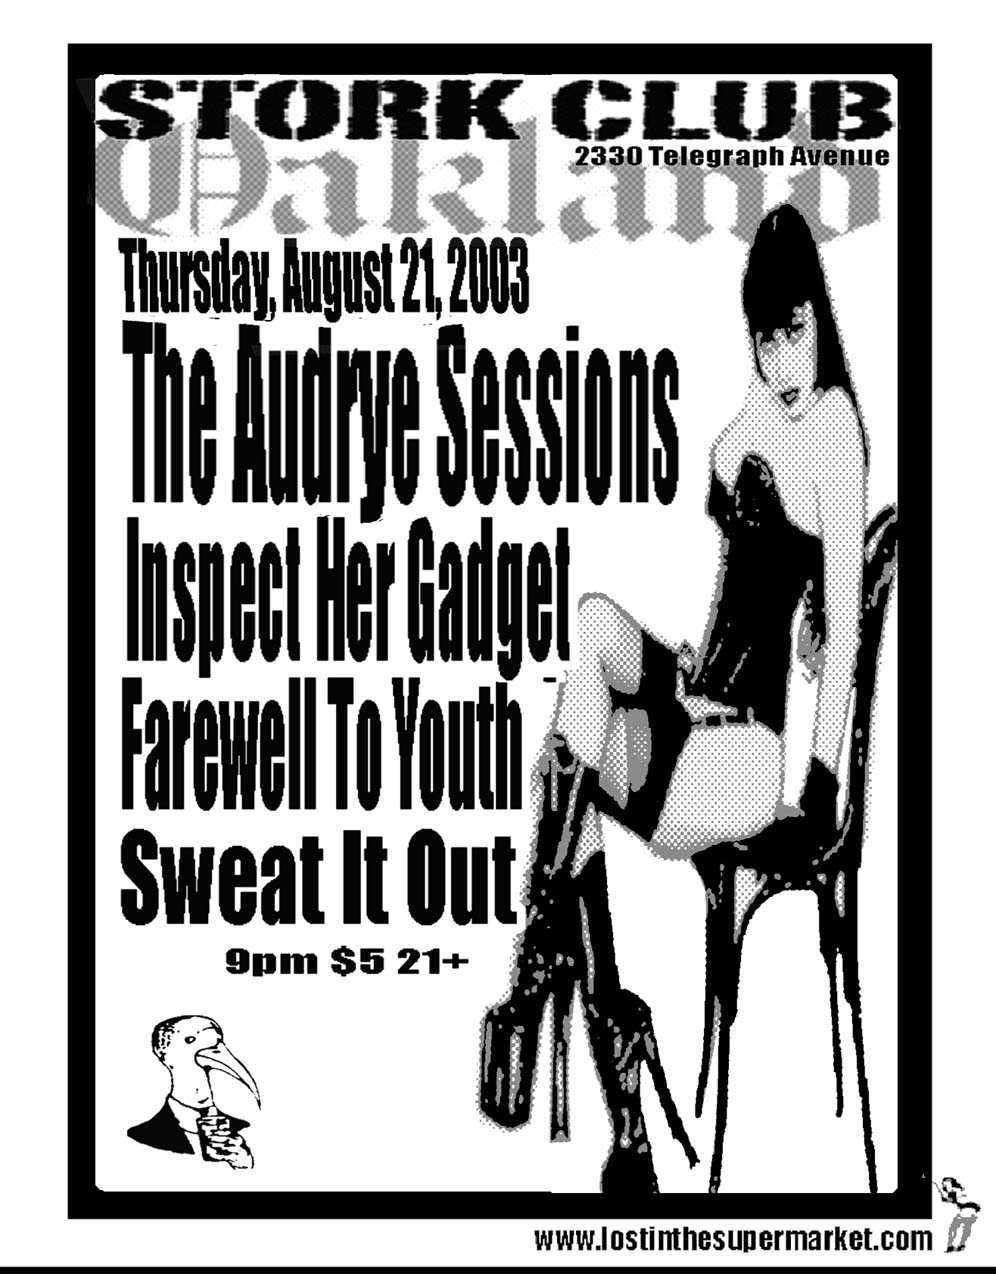 STORK CLUB
Oakland
2330 Telegraph Avenue
Thursday, August 21, 2003
The Audrye Sessions
Inspect Her Gadget
Farewell To Youth
Sweat It Out
9pm $5 21+
www.lostinthesupermarket.com